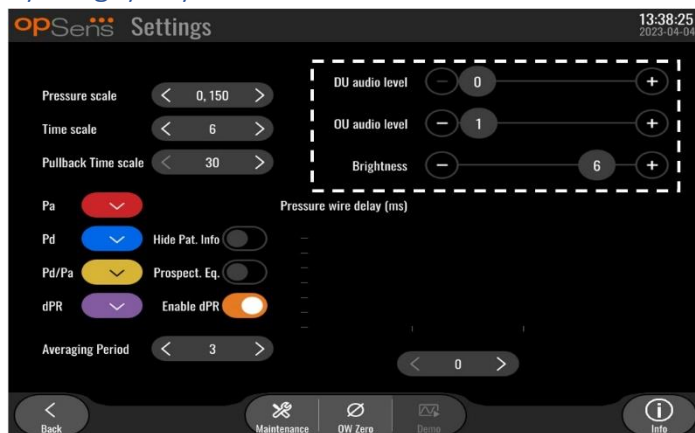 opSens Settings
13:38:25
2023-04-04
Pressure scale 0, 150
Time scale 6
Pullback Time scale 30
DU audio level 0
OU audio level 1
Brightness 6
Pa
Pd Hide Pat. Info
Pd/Pa Prospect. Eq.
dPR Enable dPR
Averaging Period 3
Pressure wire delay (ms)
0
Back
Maintenance
OW Zero
Demo
Info